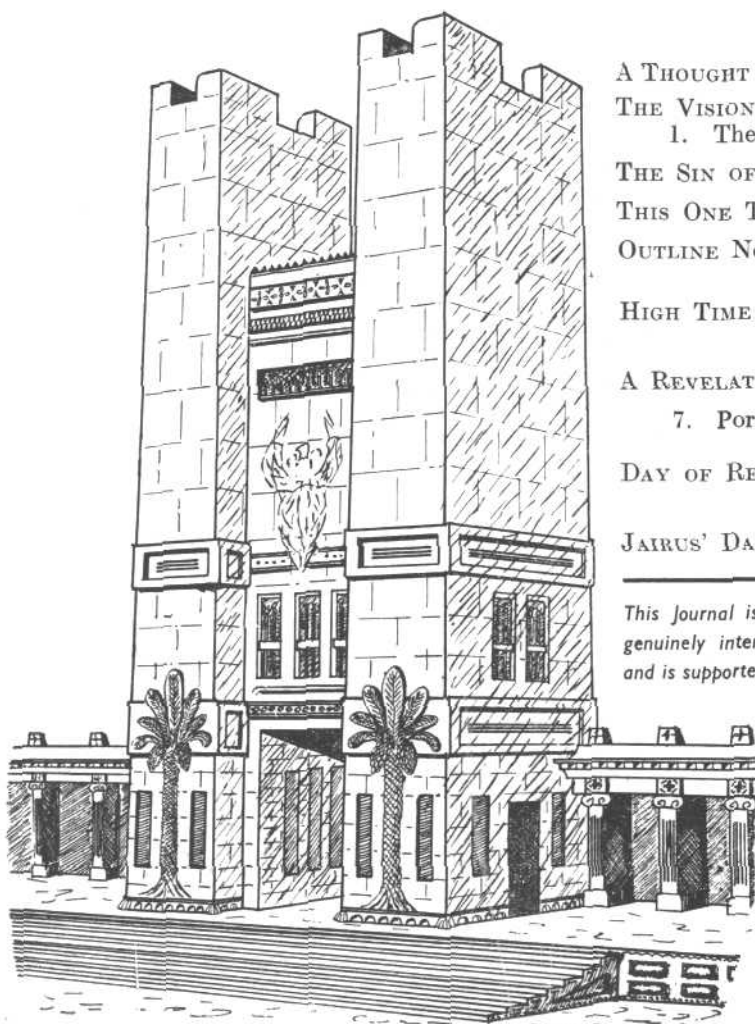 A THOUGHT
THE VISION
1. The
THE SIN OF
THIS ONE T
OUTLINE NO
HIGH TIME
A REVELAT
7. Por
DAY OF RE
JAIRUS' DA
This Journal is
genuinely inter
and is supporte